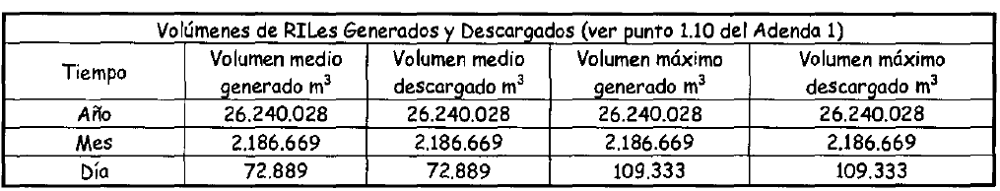 Volúmenes de RILes Generados y Descargados (ver punto 1.10 del Adenda 1)
Tiempo Volumen medio generado m³ Volumen medio descargado m³ Volumen máximo generado m³ Volumen máximo descargado m³
Año 26.240.028 26.240.028 26.240.028 26.240.028
Mes 2.186.669 2.186.669 2.186.669 2.186.669
Día 72.889 72.889 109.333 109.333